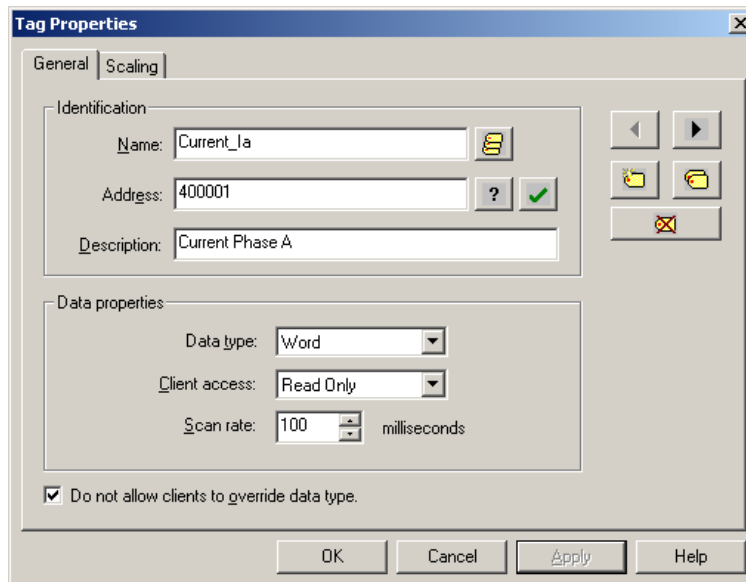 Tag Properties
General Scaling
Identification
Name: Current_Ia
Address: 400001 ?
Description: Current Phase A
Data properties
Data type: Word
Client access: Read Only
Scan rate: 100 milliseconds
Do not allow clients to override data type.
OK Cancel Apply Help